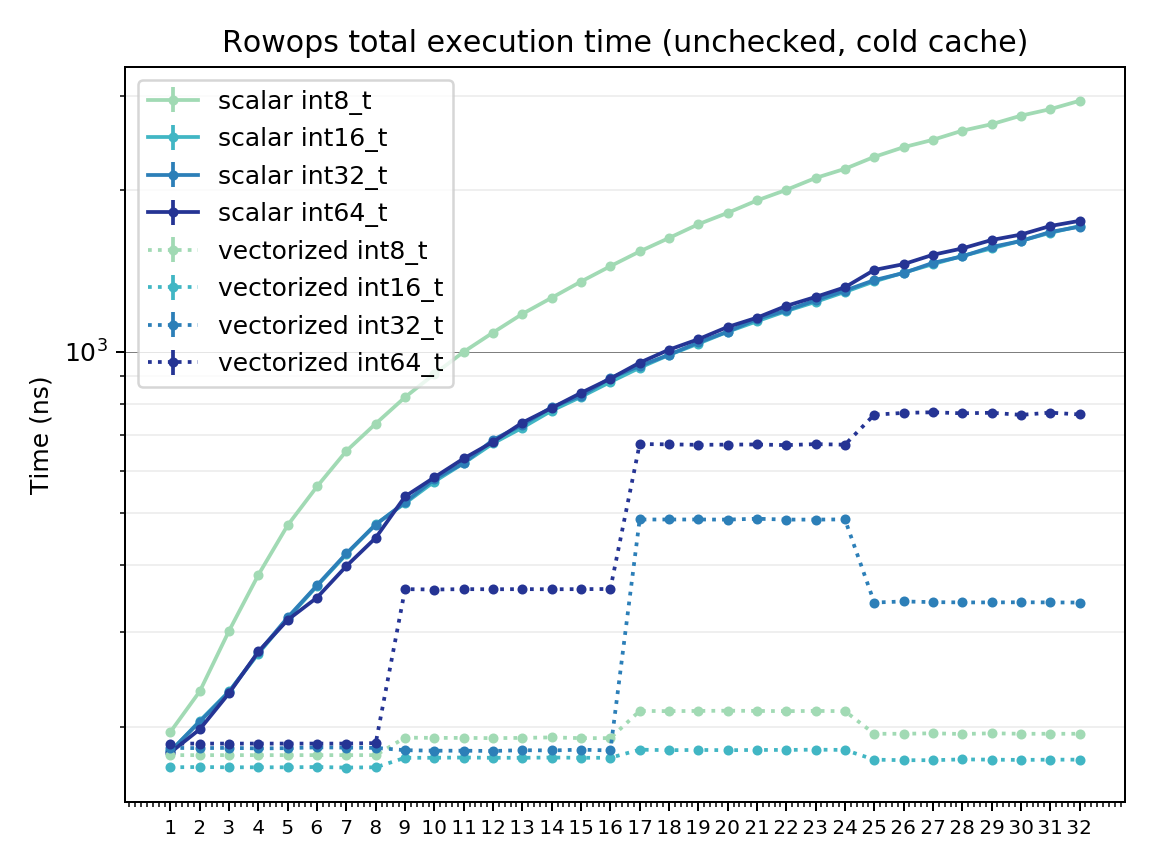 Rowops total execution time (unchecked, cold cache)
scalar int8_t
scalar int16_t
scalar int32_t
scalar int64_t
vectorized int8_t
vectorized int16_t
vectorized int32_t
vectorized int64_t
10³
Time (ns)
1 2 3 4 5 6 7 8 9 10 11 12 13 14 15 16 17 18 19 20 21 22 23 24 25 26 27 28 29 30 31 32